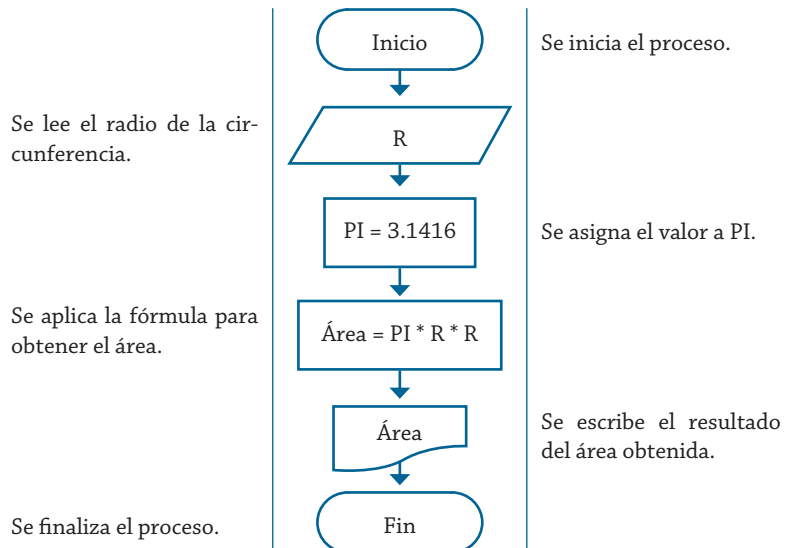 Inicio
Se inicia el proceso.
Se lee el radio de la cir-
cunferencia.
R
PI = 3.1416
Se asigna el valor a PI.
Se aplica la fórmula para
obtener el área.
Área = PI * R * R
Área
Se escribe el resultado
del área obtenida.
Se finaliza el proceso.
Fin